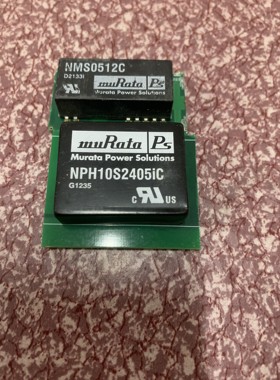 NMS0512C
D2133I
muRata Ps
Murata Power Solutions
muRata Ps
Murata Power Solutions
NPH10S2405iC
G1235
C US